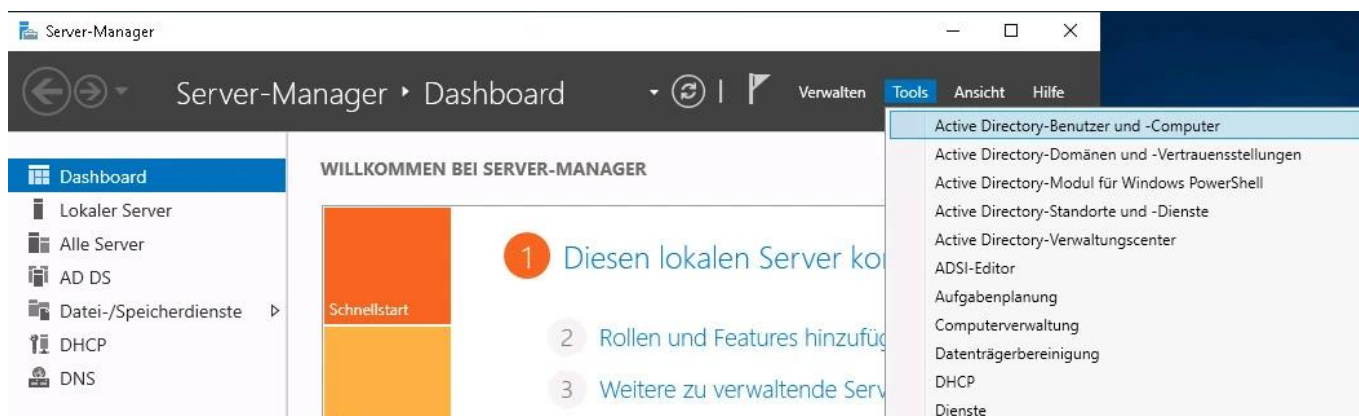 Server-Manager
Server-Manager ‣ Dashboard
Verwalten Tools Ansicht Hilfe
Dashboard
Lokaler Server
Alle Server
AD DS
Datei-/Speicherdienste
DHCP
DNS
WILLKOMMEN BEI SERVER-MANAGER
Schnellstart
1 Diesen lokalen Server
2 Rollen und Features
3 Weitere zu verwaltende
Active Directory-Benutzer und -Computer
Active Directory-Domänen und -Vertrauensstellungen
Active Directory-Modul für Windows PowerShell
Active Directory-Standorte und -Dienste
Active Directory-Verwaltungscenter
ADSI-Editor
Aufgabenplanung
Computerverwaltung
Datenträgerbereinigung
DHCP
Dienste